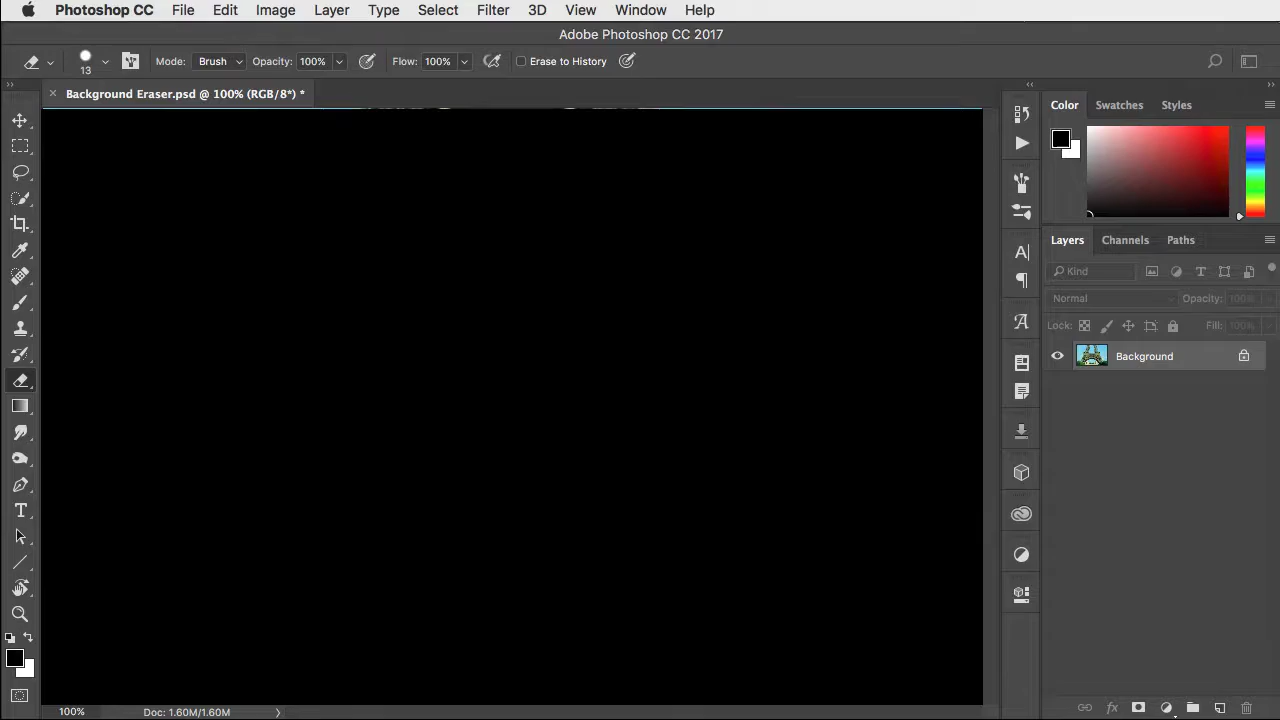 Photoshop CC File Edit Image Layer Type Select Filter 3D View Window Help
Adobe Photoshop CC 2017
13 Mode: Brush Opacity: 100% Flow: 100% Erase to History
× Background Eraser.psd @ 100% (RGB/8*) *
Color Swatches Styles
Layers Channels Paths
Kind
Normal Opacity: 100%
Lock: Fill: 100%
Background
100% Doc: 1.60M/1.60M